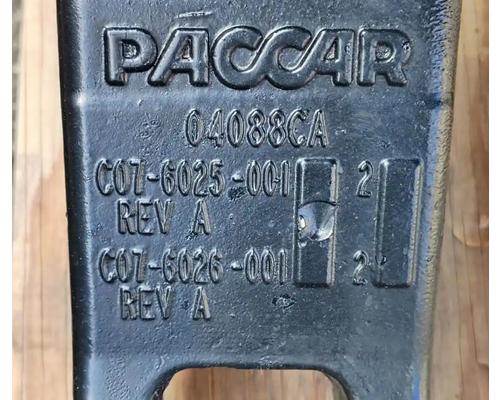 PACCAR
04088CA
C07-6025-001 2
REV A
C07-6026-001 2
REV A